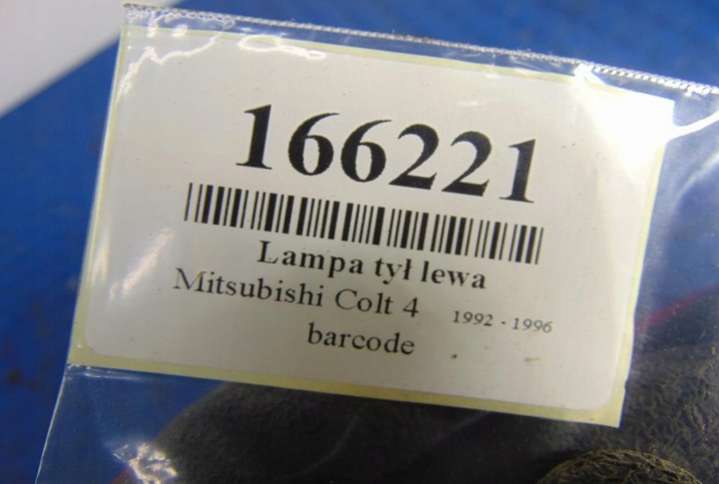 166221
Lampa tył lewa
Mitsubishi Colt 4 1992 - 1996
barcode